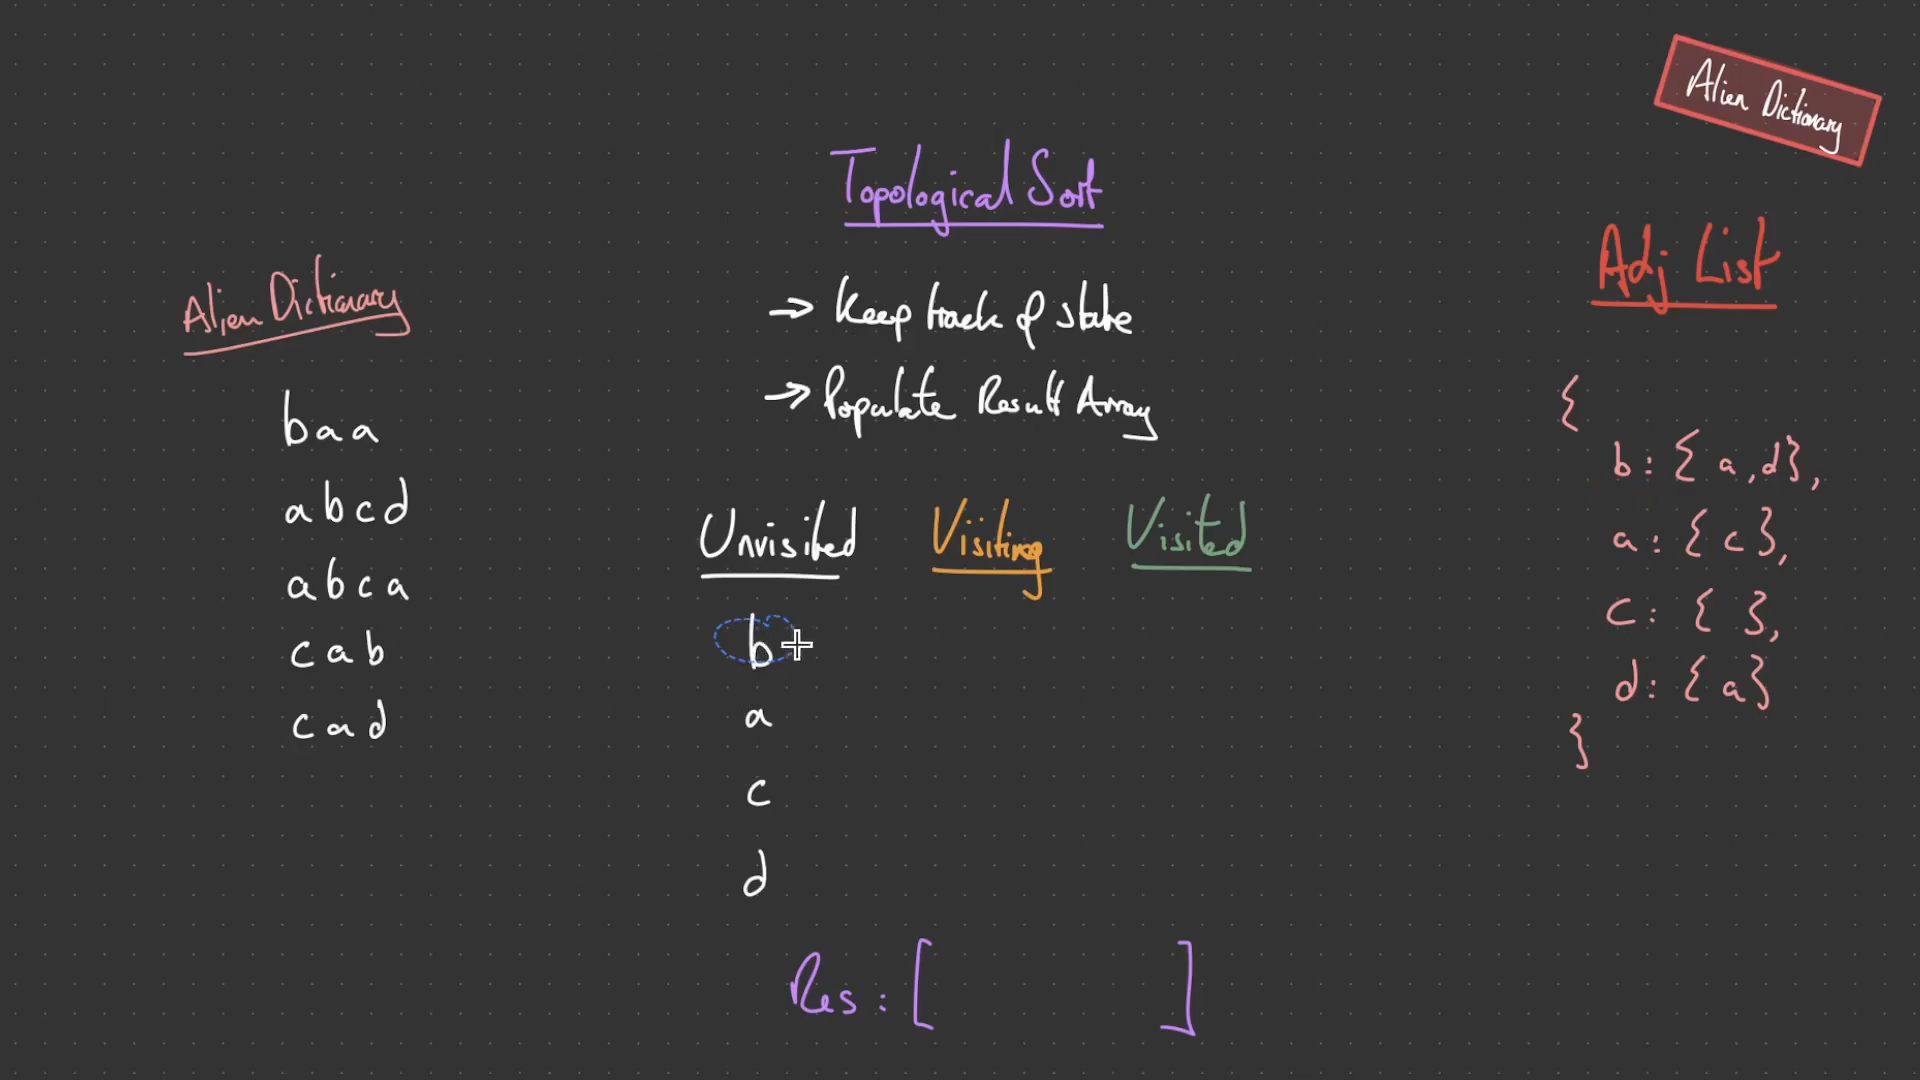 Alien Dictionary
Topological Sort
→ Keep track of state
→ Populate Result Array
Alien Dictionary
baa
abcd
abca
cab
cad
Unvisited Visiting Visited
b
a
c
d
Res: [ ]
Adj List
{
b: { a, d},
a: { c },
c: { },
d: { a}
}